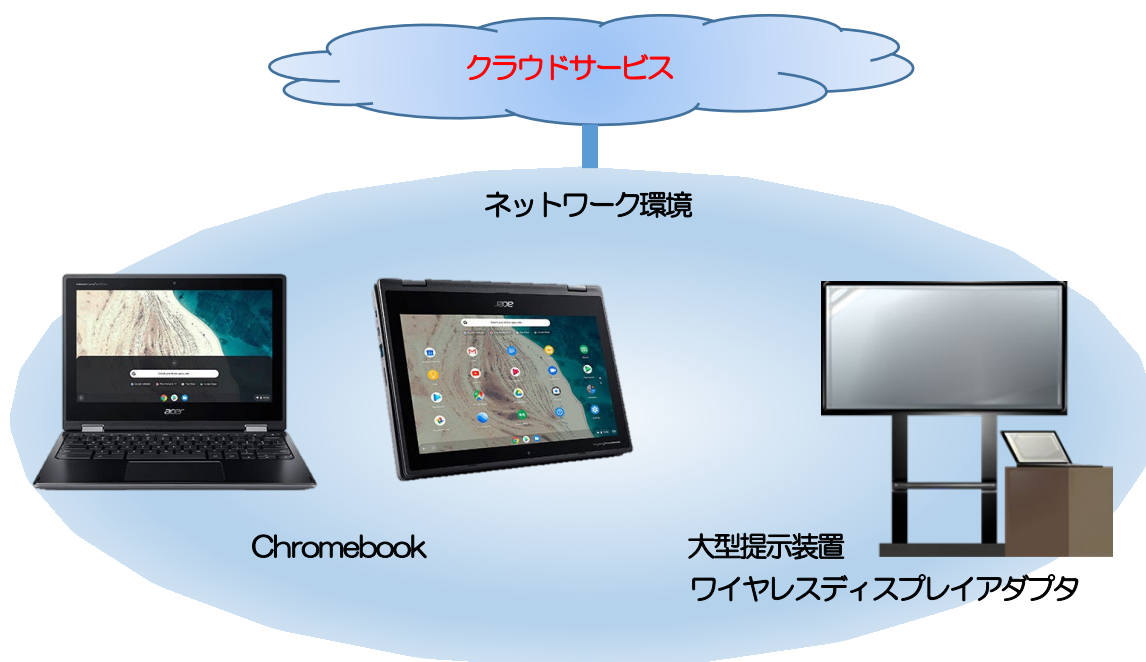 クラウドサービス
ネットワーク環境
acer
acer
Chromebook
大型提示装置
ワイヤレスディスプレイアダプタ